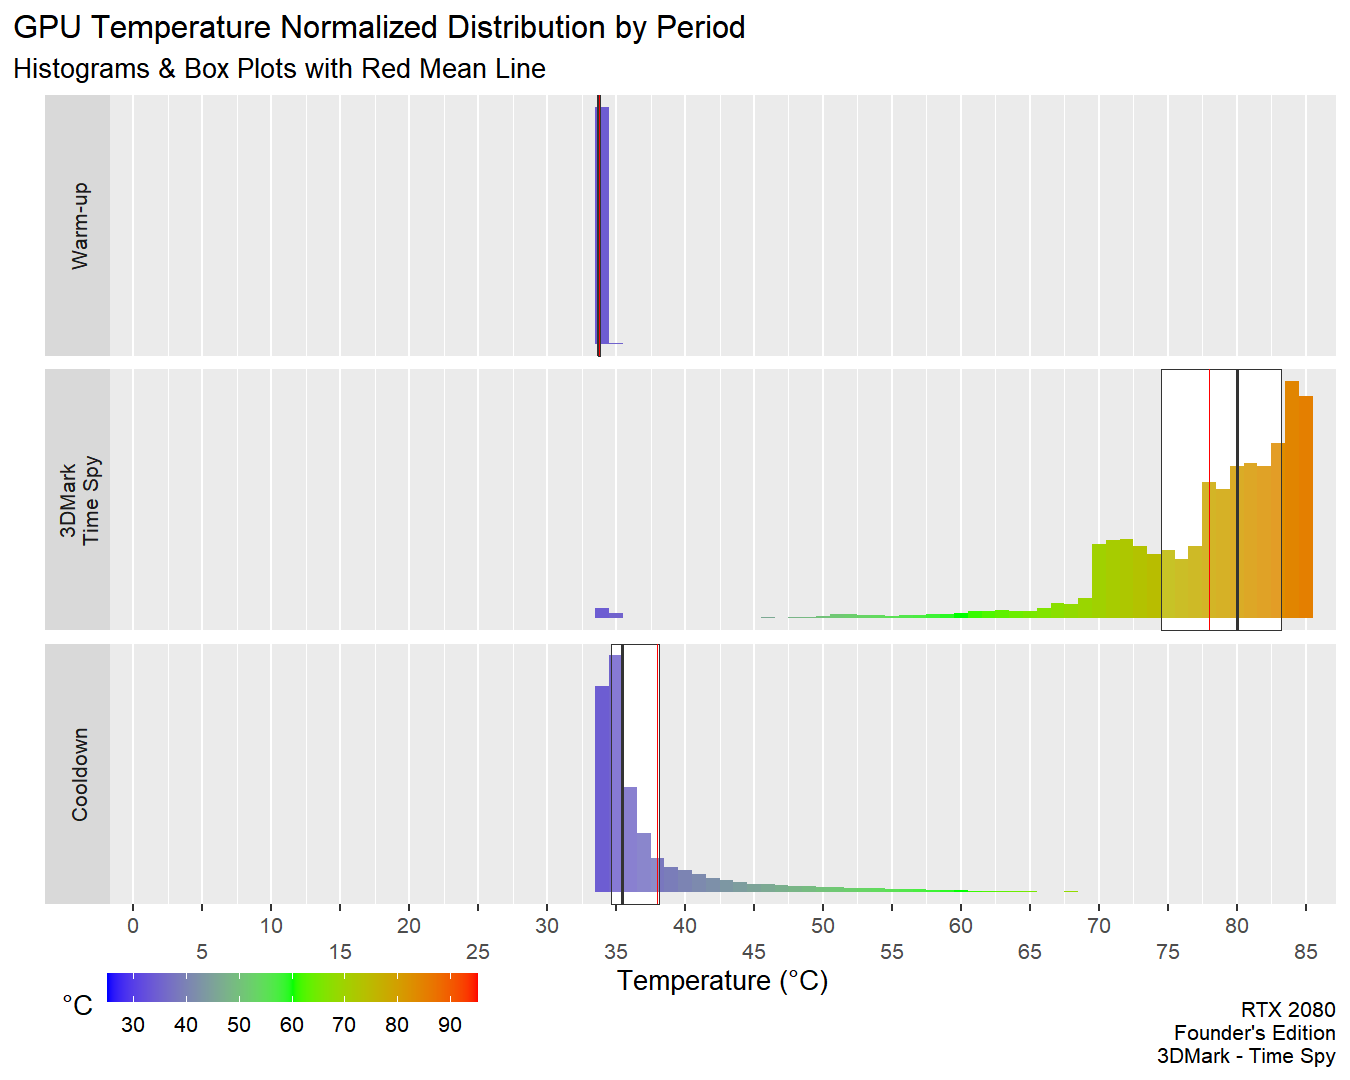 GPU Temperature Normalized Distribution by Period
Histograms & Box Plots with Red Mean Line
Warm-up
3DMark
Time Spy
Cooldown
0 10 20 30 40 50 60 70 80
5 15 25 35 45 55 65 75 85
Temperature (°C)
°C
30 40 50 60 70 80 90
RTX 2080
Founder's Edition
3DMark - Time Spy